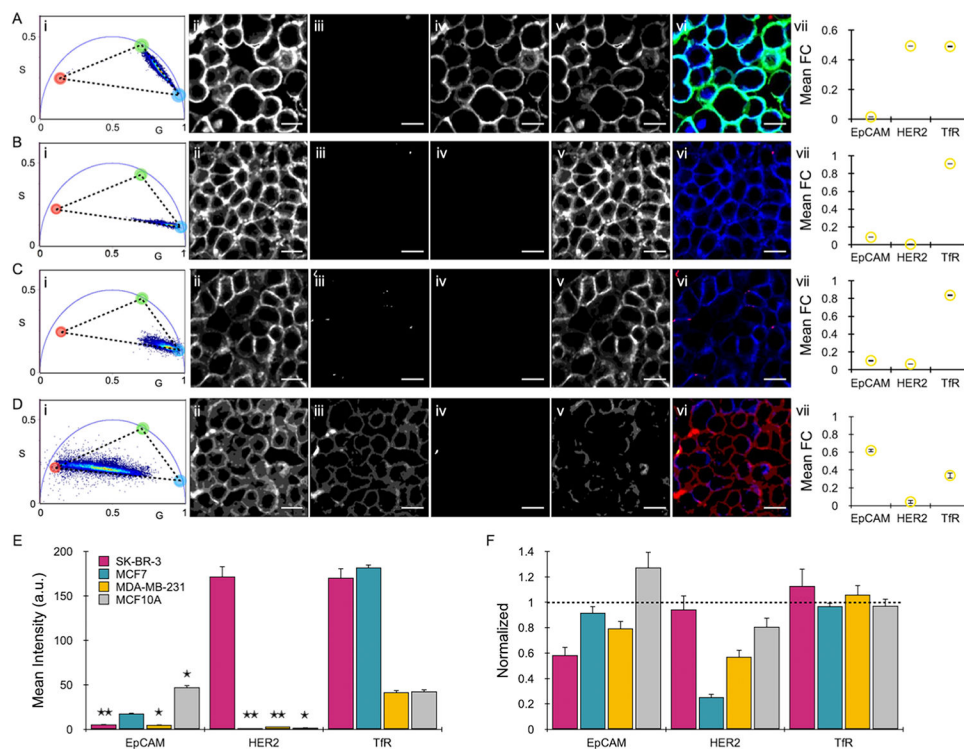 A i ii iii iv v vi vii
0.5
S
0 0.5 1
G
Mean FC
0.6
0.4
0.2
0
EpCAM HER2 TfR
B i ii iii iv v vi vii
0.5
S
0 0.5 1
G
Mean FC
1
0.8
0.6
0.4
0.2
0
EpCAM HER2 TfR
C i ii iii iv v vi vii
0.5
S
0 0.5 1
G
Mean FC
1
0.8
0.6
0.4
0.2
0
EpCAM HER2 TfR
D i ii iii iv v vi vii
0.5
S
0 0.5 1
G
Mean FC
1
0.8
0.6
0.4
0.2
0
EpCAM HER2 TfR
E
Mean Intensity (a.u.)
200
150
100
50
0
SK-BR-3
MCF7
MDA-MB-231
MCF10A
★★ ★ ★ ★★ ★★ ★
EpCAM HER2 TfR
F
Normalized
1.4
1.2
1
0.8
0.6
0.4
0.2
0
EpCAM HER2 TfR